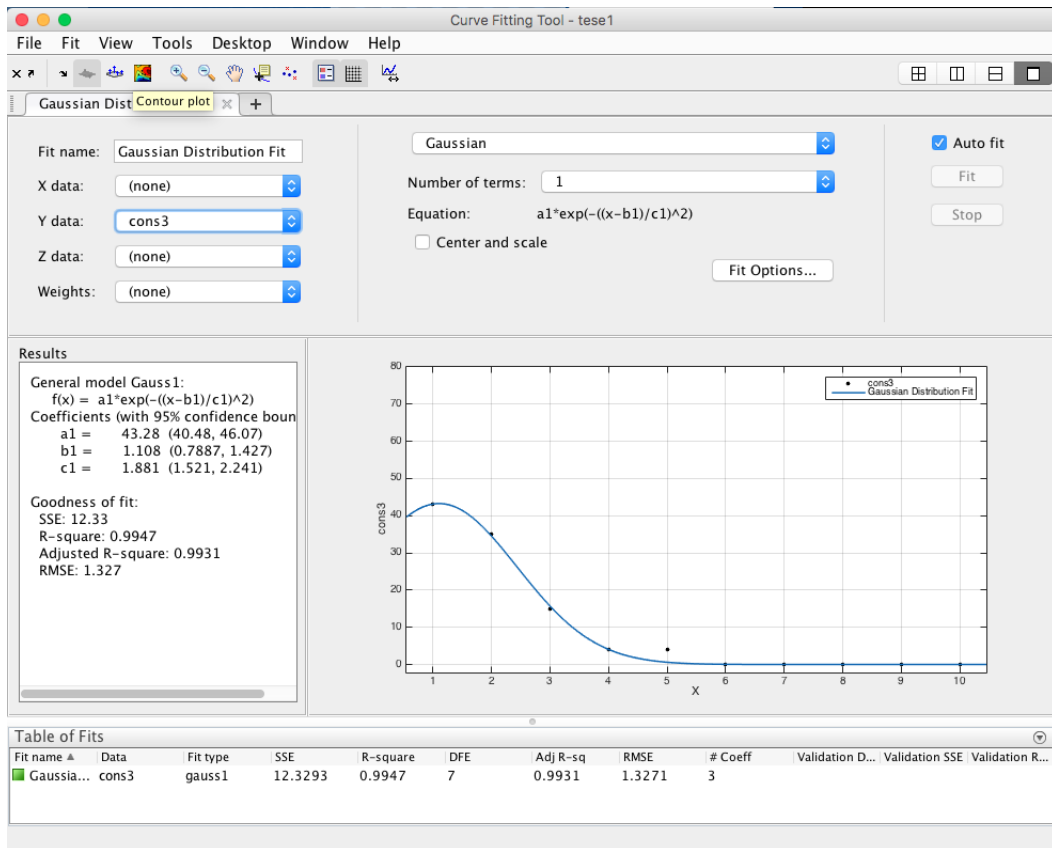 Curve Fitting Tool - tese1
File Fit View Tools Desktop Window Help
Gaussian Dist
Contour plot
Fit name: Gaussian Distribution Fit
X data: (none)
Y data: cons3
Z data: (none)
Weights: (none)
Gaussian
Number of terms: 1
Equation: a1*exp(-((x-b1)/c1)^2)
Center and scale
Fit Options...
Auto fit
Fit
Stop
Results
General model Gauss1:
f(x) = a1*exp(-((x-b1)/c1)^2)
Coefficients (with 95% confidence boun
a1 = 43.28 (40.48, 46.07)
b1 = 1.108 (0.7887, 1.427)
c1 = 1.881 (1.521, 2.241)
Goodness of fit:
SSE: 12.33
R-square: 0.9947
Adjusted R-square: 0.9931
RMSE: 1.327
80
70
60
50
40
30
20
10
0
cons3
cons3
Gaussian Distribution Fit
1 2 3 4 5 6 7 8 9 10
X
Table of Fits
Fit name Data Fit type SSE R-square DFE Adj R-sq RMSE # Coeff Validation D... Validation SSE Validation R...
Gaussia... cons3 gauss1 12.3293 0.9947 7 0.9931 1.3271 3